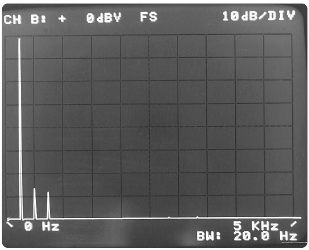 CH B: + 0dBV FS 10dB/DIV
0 Hz 5 KHz
BW: 20.0 Hz